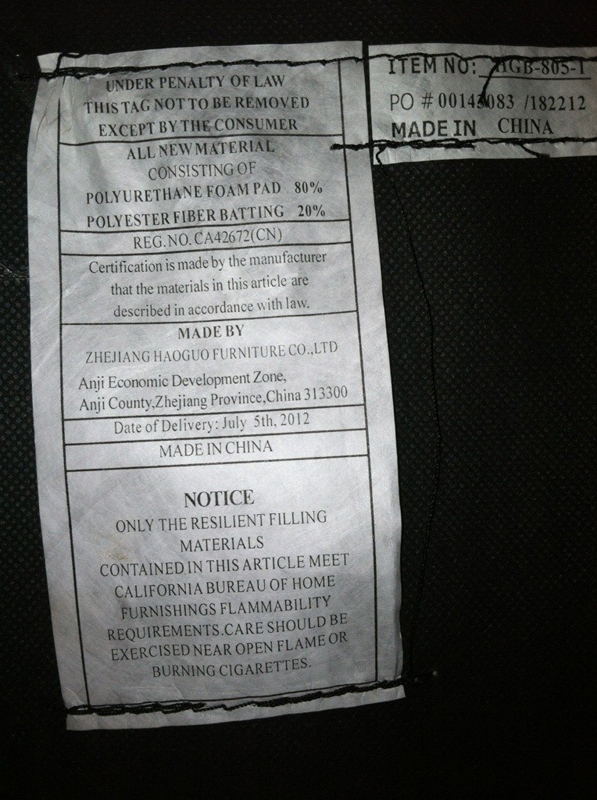 UNDER PENALTY OF LAW
THIS TAG NOT TO BE REMOVED
EXCEPT BY THE CONSUMER
ALL NEW MATERIAL
CONSISTING OF
POLYURETHANE FOAM PAD 80%
POLYESTER FIBER BATTING 20%
REG.NO.CA42672(CN)
Certification is made by the manufacturer
that the materials in this article are
described in accordance with law.
MADE BY
ZHEJIANG HAOGUO FURNITURE CO.,LTD
Anji Economic Development Zone,
Anji County,Zhejiang Province,China 313300
Date of Delivery: July 5th, 2012
MADE IN CHINA
NOTICE
ONLY THE RESILIENT FILLING
MATERIALS
CONTAINED IN THIS ARTICLE MEET
CALIFORNIA BUREAU OF HOME
FURNISHINGS FLAMMABILITY
REQUIREMENTS.CARE SHOULD BE
EXERCISED NEAR OPEN FLAME OR
BURNING CIGARETTES.
ITEM NO:
PO # 00143083 /182212
MADE IN CHINA